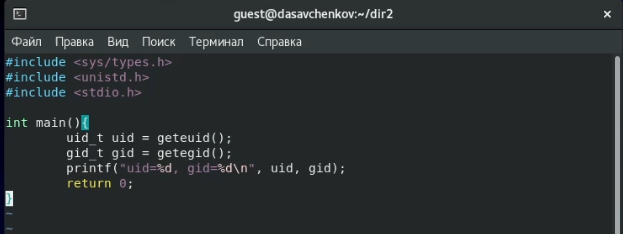 guest@dasavchenkov:~/dir2
Файл Правка Вид Поиск Терминал Справка
#include <sys/types.h>
#include <unistd.h>
#include <stdio.h>

int main(){
        uid_t uid = geteuid();
        gid_t gid = getegid();
        printf("uid=%d, gid=%d\n", uid, gid);
        return 0;
}
~
~